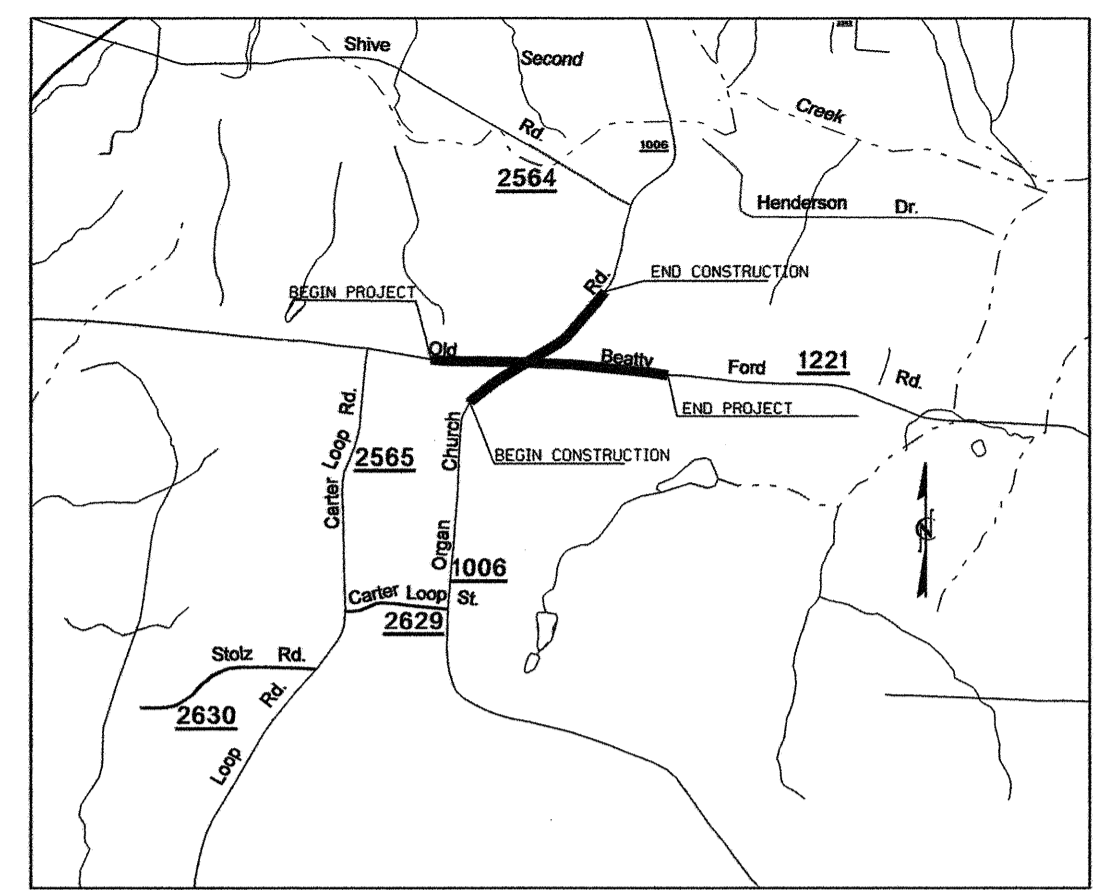 Shive
Second
Creek
Rd.
1006
2564
Henderson Dr.
Rd.
END CONSTRUCTION
BEGIN PROJECT
Old Beatty Ford 1221 Rd.
END PROJECT
Carter Loop Rd.
2565
Church
BEGIN CONSTRUCTION
Organ
1006
Carter Loop St.
2629
Stolz Rd.
2630
Loop Rd.
N